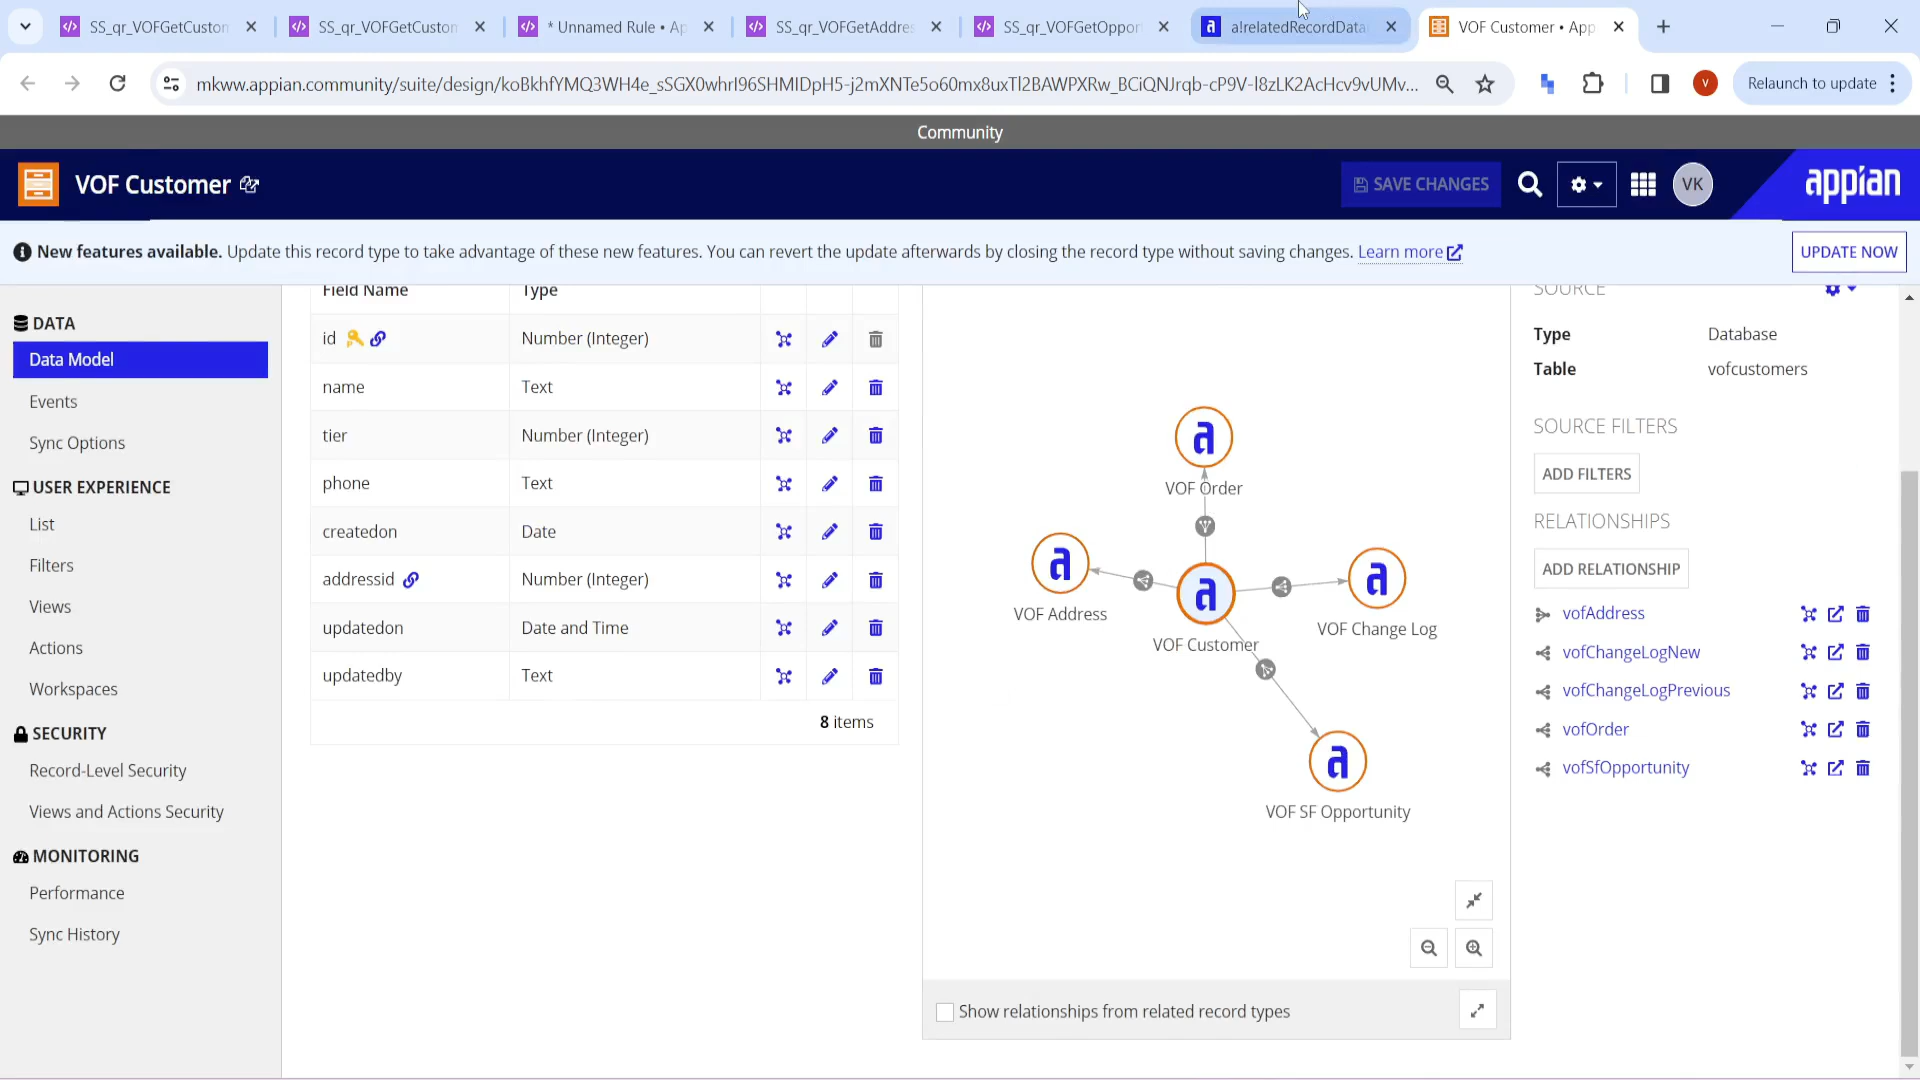 SS_qr_VOFGetCustom
SS_qr_VOFGetCustom
* Unnamed Rule • Ap
SS_qr_VOFGetAddres
SS_qr_VOFGetOpport
a!relatedRecordData
VOF Customer • App
mkww.appian.community/suite/design/koBkhfYMQ3WH4e_sSGX0whrI96SHMIDpH5-j2mXNTe5o60mx8uxTl2BAWPXRw_BCiQNJrqb-cP9V-l8zLK2AcHcv9vUMv...
V
Relaunch to update
Community
VOF Customer
SAVE CHANGES
VK
appian
New features available. Update this record type to take advantage of these new features. You can revert the update afterwards by closing the record type without saving changes. Learn more
UPDATE NOW
DATA
Data Model
Events
Sync Options
USER EXPERIENCE
List
Filters
Views
Actions
Workspaces
SECURITY
Record-Level Security
Views and Actions Security
MONITORING
Performance
Sync History
Field Name Type
id Number (Integer)
name Text
tier Number (Integer)
phone Text
createdon Date
addressid Number (Integer)
updatedon Date and Time
updatedby Text
8 items
a
VOF Order
a
VOF Address
a
VOF Customer
a
VOF Change Log
a
VOF SF Opportunity
Show relationships from related record types
SOURCE
Type Database
Table vofcustomers
SOURCE FILTERS
ADD FILTERS
RELATIONSHIPS
ADD RELATIONSHIP
vofAddress
vofChangeLogNew
vofChangeLogPrevious
vofOrder
vofSfOpportunity